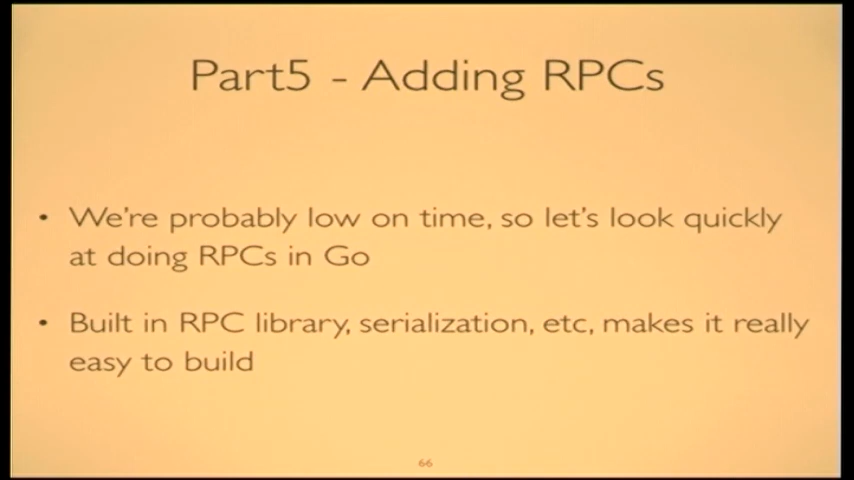 Part5 - Adding RPCs
• We're probably low on time, so let's look quickly
at doing RPCs in Go
• Built in RPC library, serialization, etc, makes it really
easy to build
66